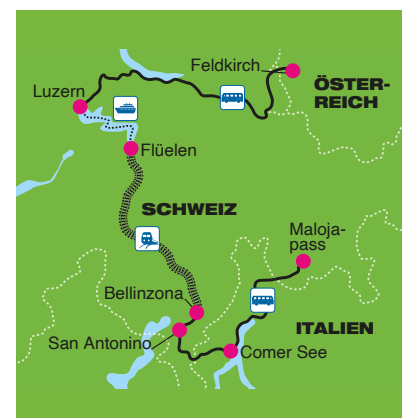 Feldkirch
ÖSTER-
REICH
Luzern
Flüelen
SCHWEIZ
Maloja-
pass
Bellinzona
ITALIEN
San Antonino
Comer See